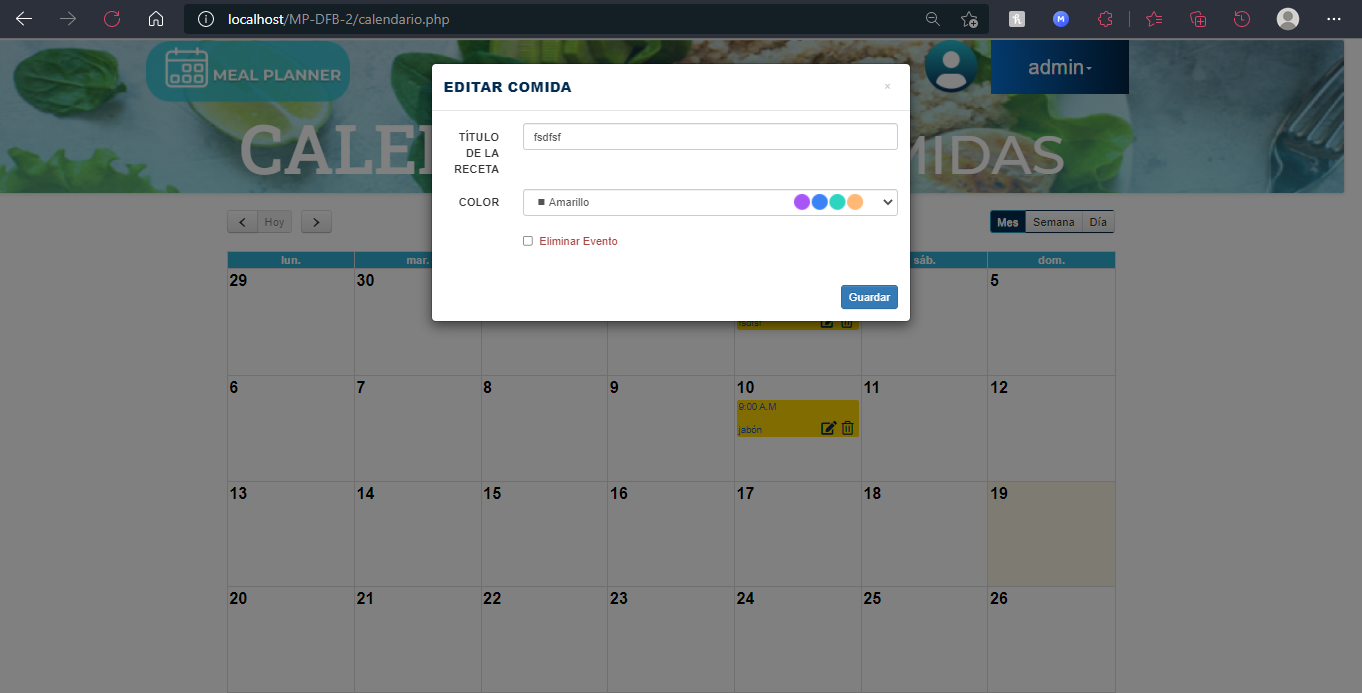 localhost/MP-DFB-2/calendario.php
MEAL PLANNER
admin
EDITAR COMIDA
×
TÍTULO
DE LA
RECETA
fsdfsf
COLOR
■ Amarillo
Eliminar Evento
Guardar
Hoy
Mes Semana Día
lun. mar. sáb. dom.
29 30 5
fsdfsf
6 7 8 9 10 11 12
9:00 A.M
jabón
13 14 15 16 17 18 19
20 21 22 23 24 25 26